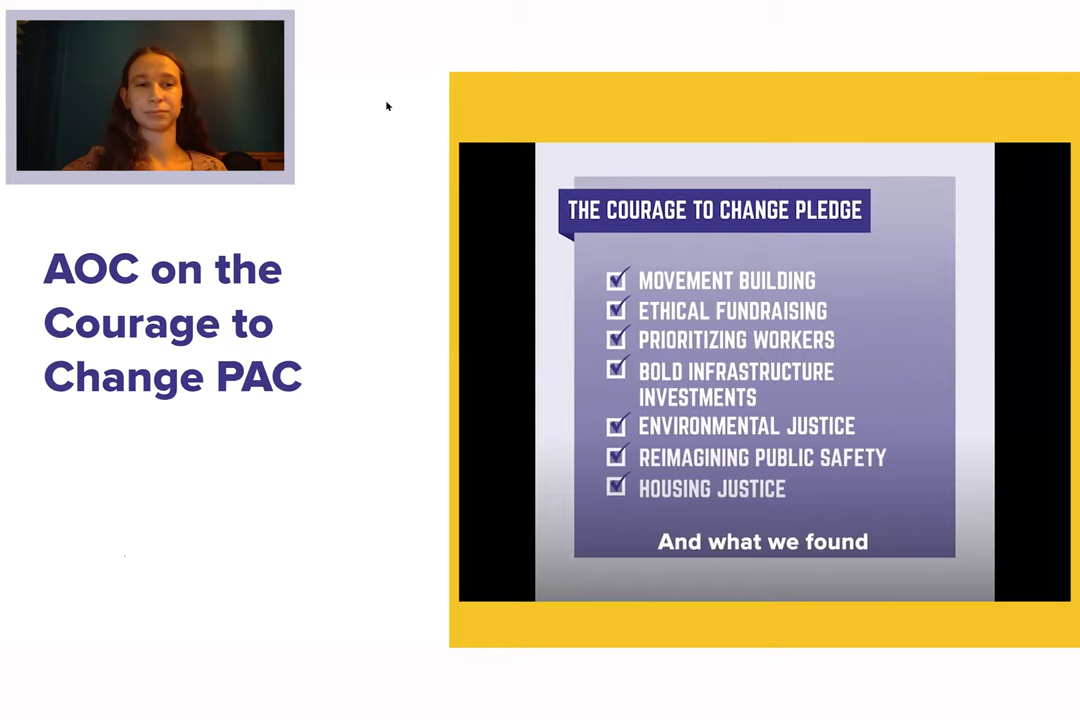 AOC on the
Courage to
Change PAC
THE COURAGE TO CHANGE PLEDGE
MOVEMENT BUILDING
ETHICAL FUNDRAISING
PRIORITIZING WORKERS
BOLD INFRASTRUCTURE
INVESTMENTS
ENVIRONMENTAL JUSTICE
REIMAGINING PUBLIC SAFETY
HOUSING JUSTICE
And what we found